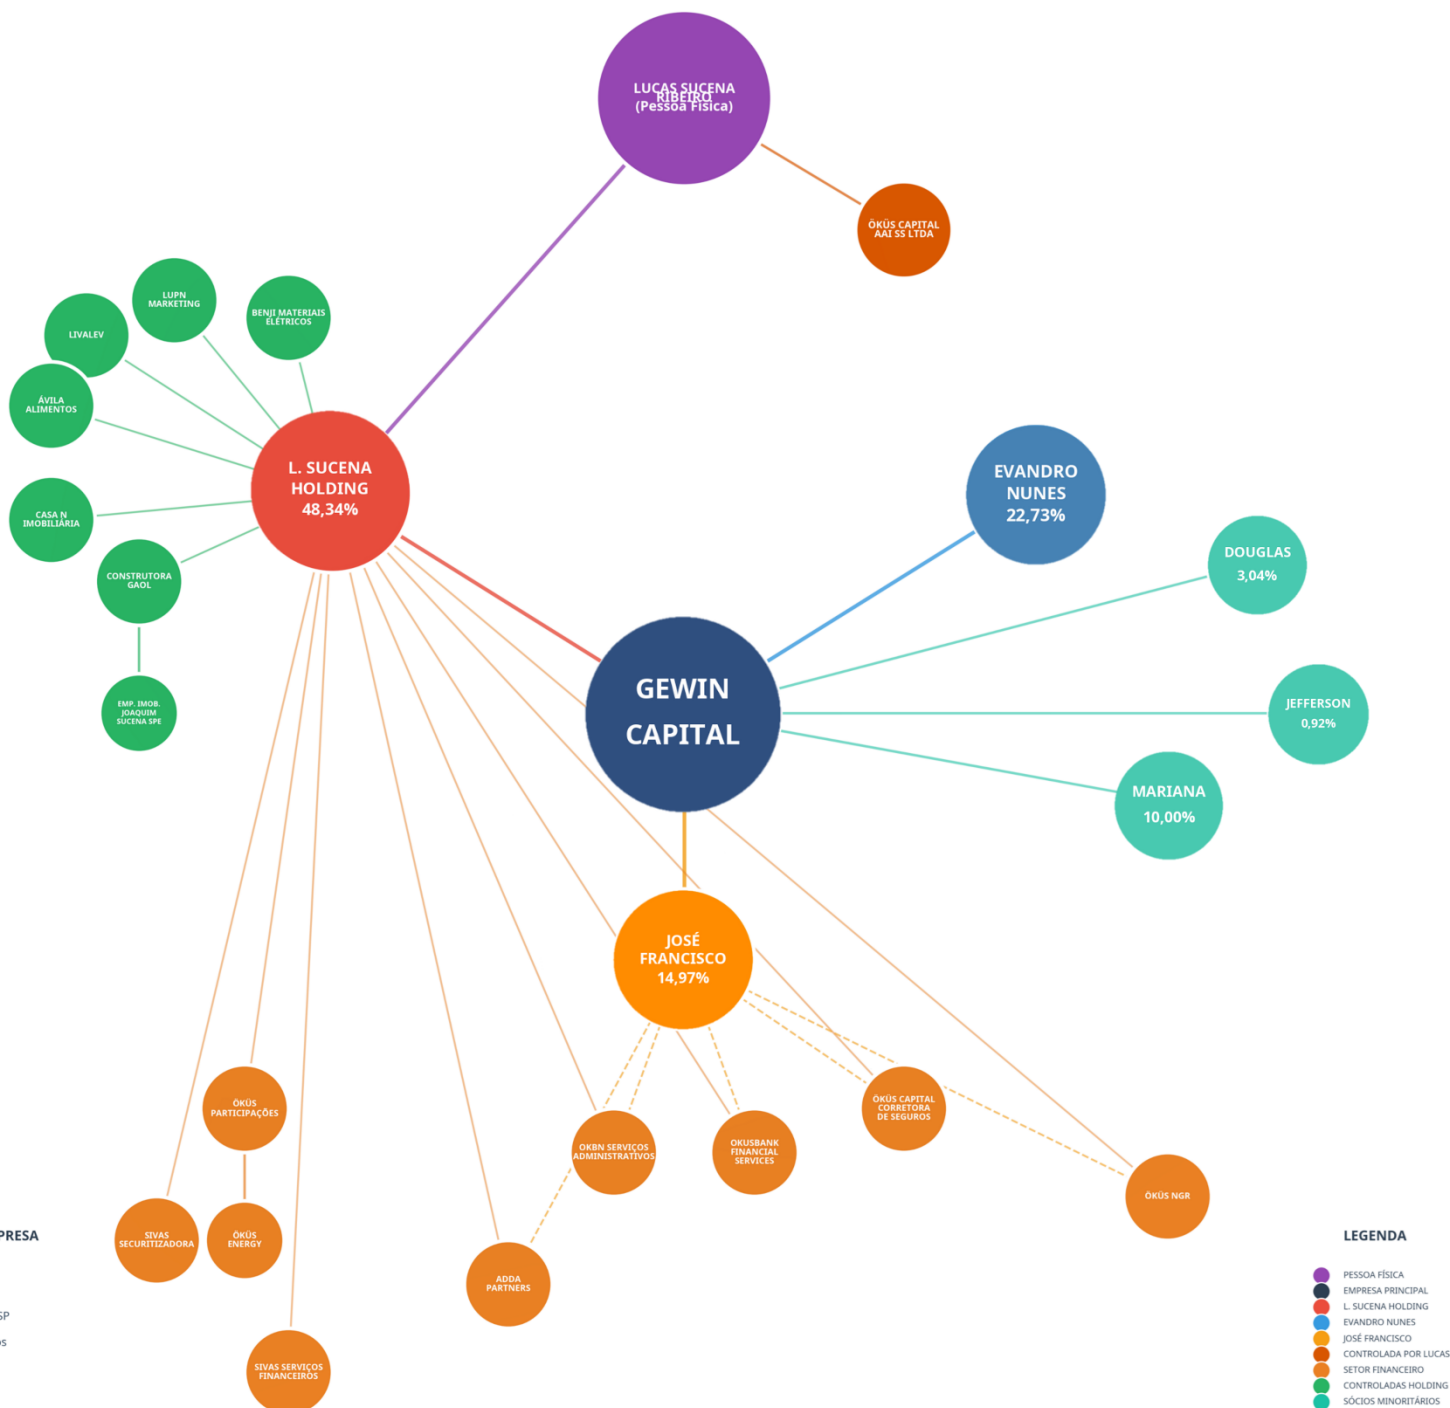 LUCAS SUCENA
RIBEIRO
(Pessoa Física)
ÖKÜS CAPITAL
AAI SS LTDA
LUPN
MARKETING
BENJI MATERIAIS
ELÉTRICOS
LIVALEV
ÁVILA
ALIMENTOS
L. SUCENA
HOLDING
48,34%
EVANDRO
NUNES
22,73%
CASA N
IMOBILIÁRIA
DOUGLAS
3,04%
CONSTRUTORA
GAOL
GEWIN
CAPITAL
EMP. IMOB.
JOAQUIM
SUCENA SPE
JEFFERSON
0,92%
MARIANA
10,00%
JOSÉ
FRANCISCO
14,97%
ÖKÜS
PARTICIPAÇÕES
ÖKÜS CAPITAL
CORRETORA
DE SEGUROS
OKBN SERVIÇOS
ADMINISTRATIVOS
OKUSBANK
FINANCIAL
SERVICES
ÖKÜS NGR
SIVAS
SECURITIZADORA
ÖKÜS
ENERGY
ADDA
PARTNERS
SIVAS SERVIÇOS
FINANCEIROS
PRESA
SP
os
LEGENDA
PESSOA FÍSICA
EMPRESA PRINCIPAL
L. SUCENA HOLDING
EVANDRO NUNES
JOSÉ FRANCISCO
CONTROLADA POR LUCAS
SETOR FINANCEIRO
CONTROLADAS HOLDING
SÓCIOS MINORITÁRIOS